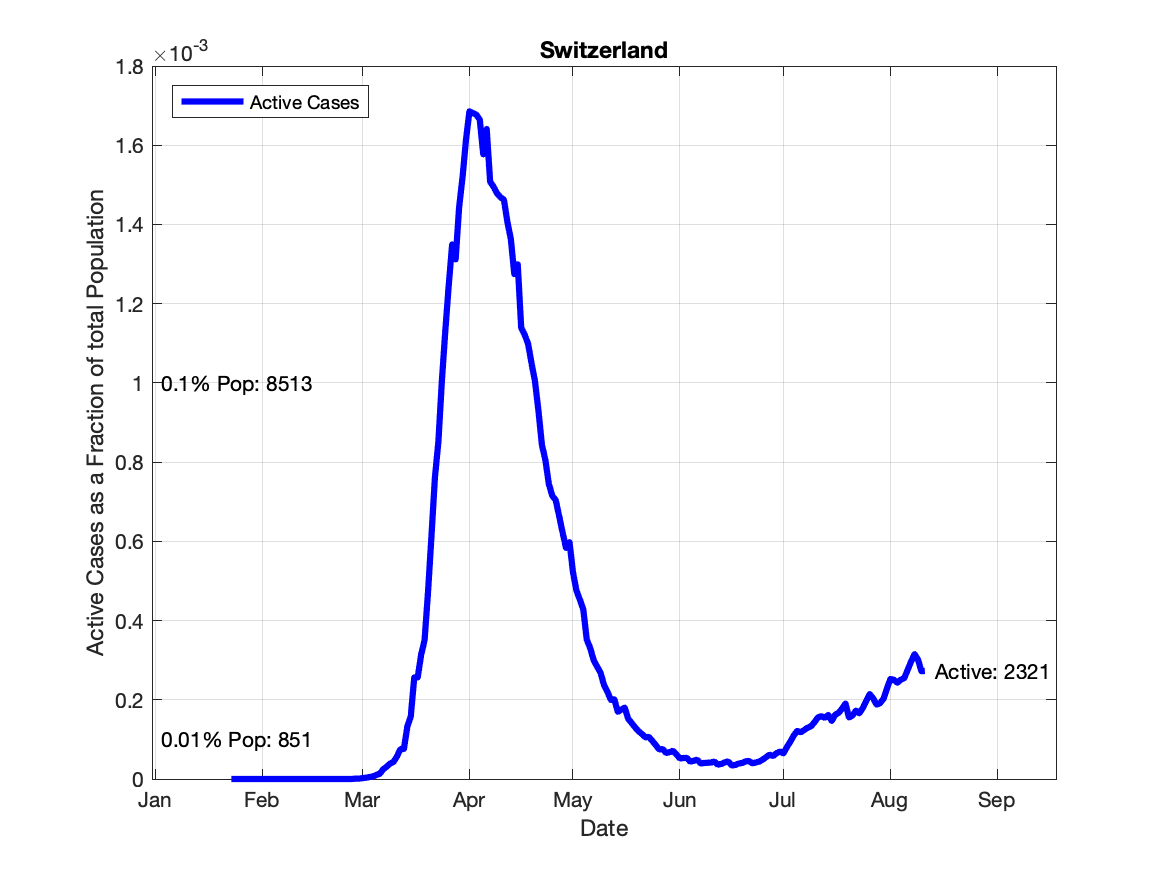 Switzerland
×10-3
1.8
1.6
1.4
1.2
1
0.8
0.6
0.4
0.2
0
Active Cases
0.1% Pop: 8513
0.01% Pop: 851
Active: 2321
Active Cases as a Fraction of total Population
Jan Feb Mar Apr May Jun Jul Aug Sep
Date